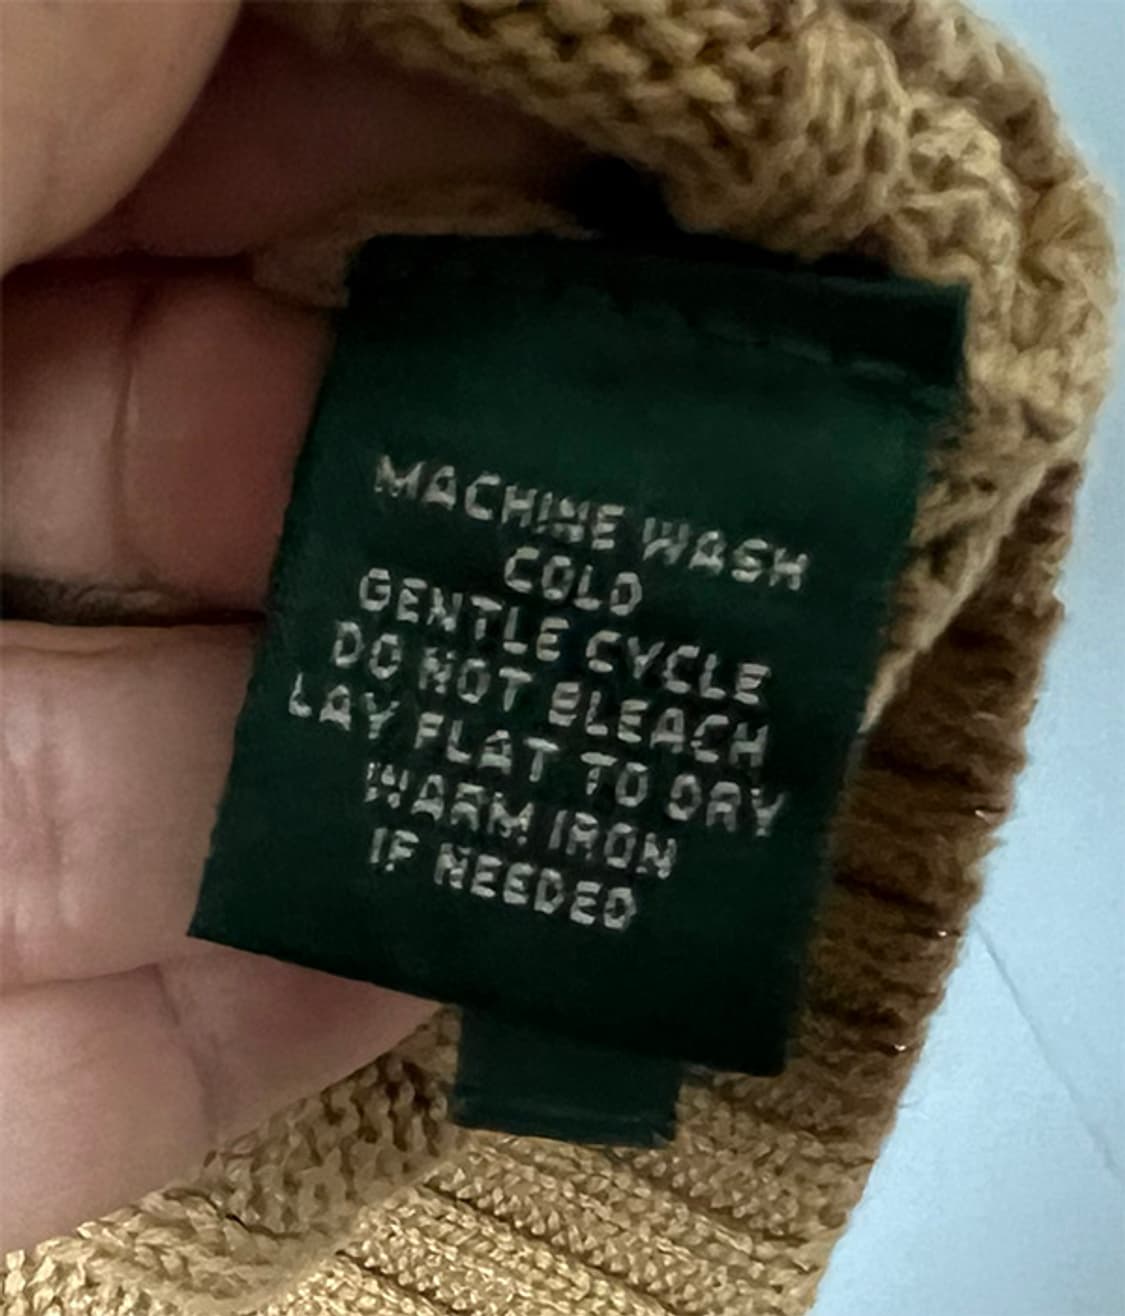 MACHINE WASH
COLD
GENTLE CYCLE
DO NOT BLEACH
LAY FLAT TO DRY
WARM IRON
IF NEEDED